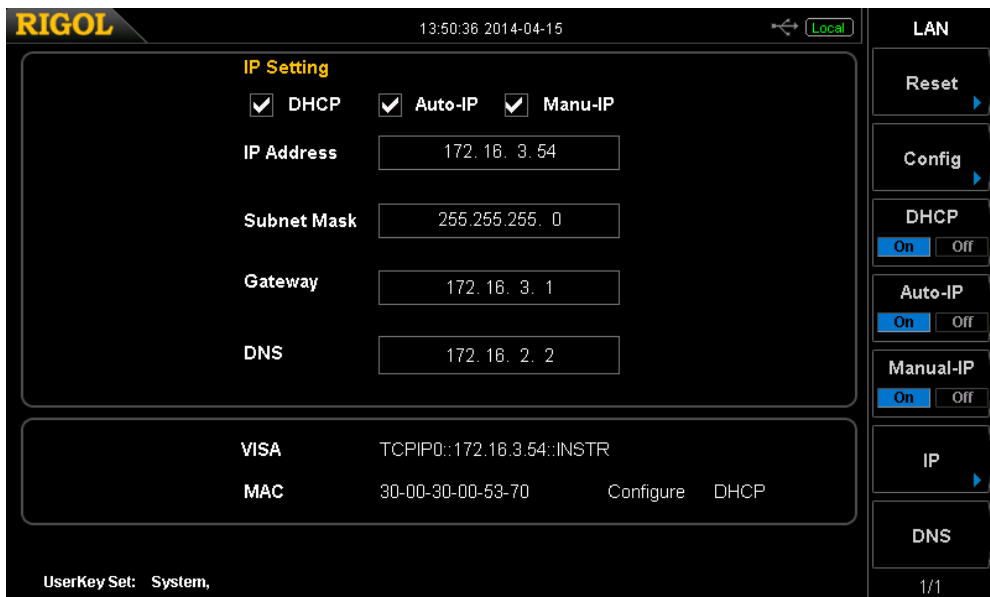 RIGOL 13:50:36 2014-04-15 Local
IP Setting
DHCP Auto-IP Manu-IP
IP Address 172. 16. 3. 54
Subnet Mask 255.255.255. 0
Gateway 172. 16. 3. 1
DNS 172. 16. 2. 2
VISA TCPIP0::172.16.3.54::INSTR
MAC 30-00-30-00-53-70 Configure DHCP
UserKey Set: System,
LAN
Reset
Config
DHCP
On Off
Auto-IP
On Off
Manual-IP
On Off
IP
DNS
1/1